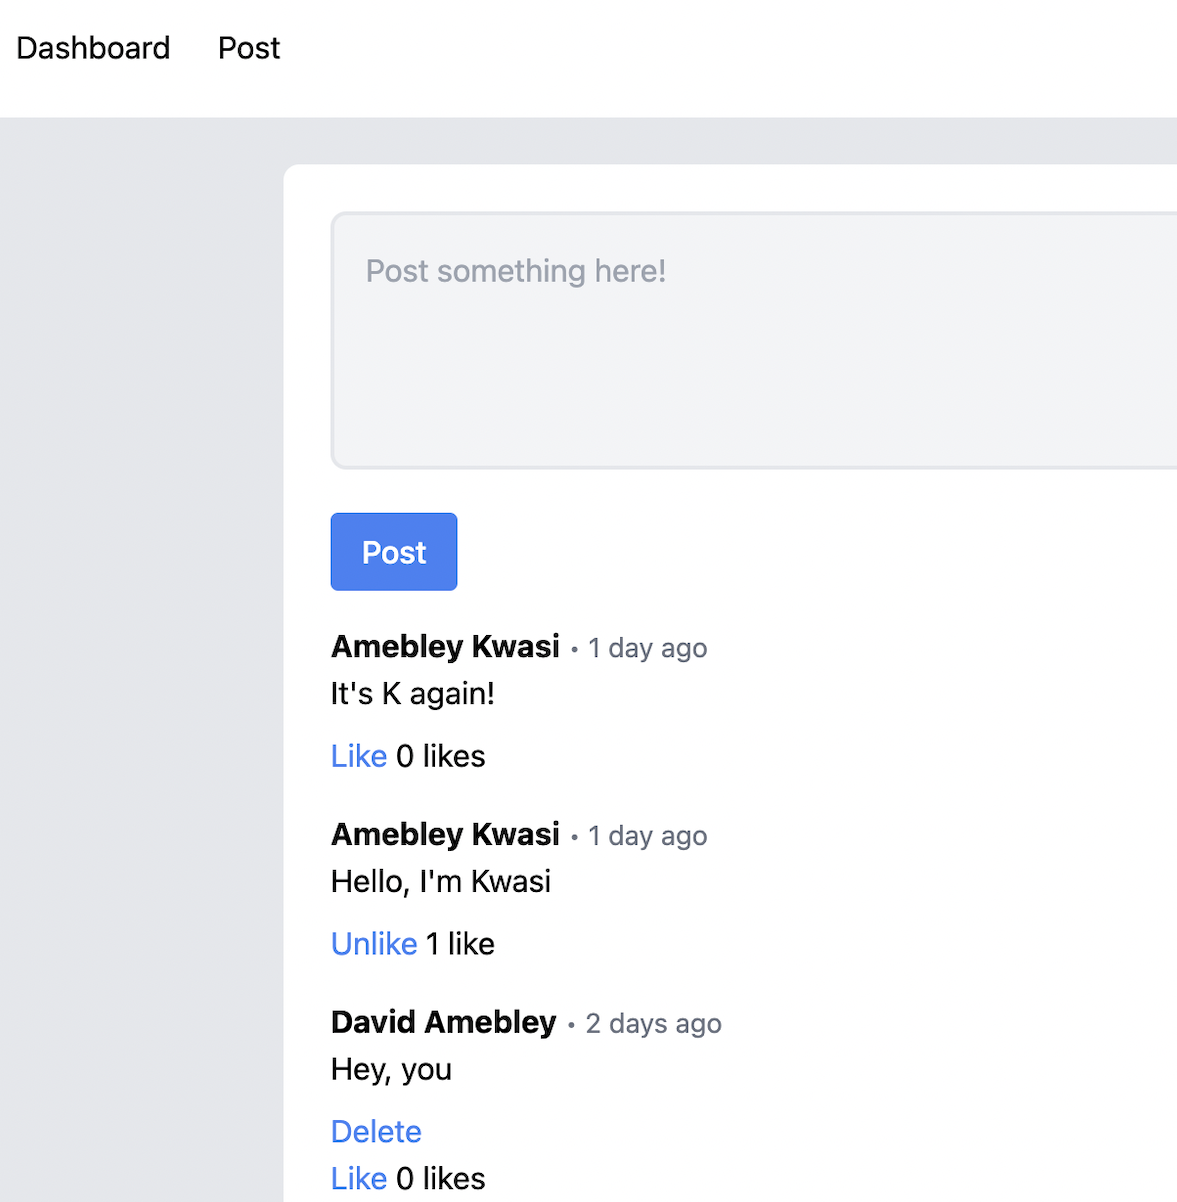 Dashboard Post
Post something here!
Post
Amebley Kwasi • 1 day ago
It's K again!
Like 0 likes
Amebley Kwasi • 1 day ago
Hello, I'm Kwasi
Unlike 1 like
David Amebley • 2 days ago
Hey, you
Delete
Like 0 likes